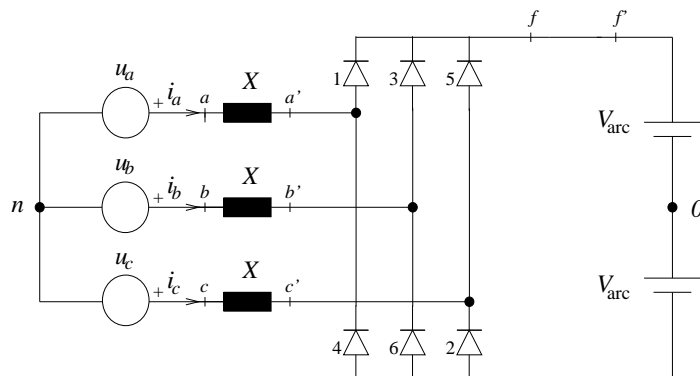 f f'
1 3 5
u_a X
+ i_a a a'
V_arc
u_b X
n + i_b b b' 0
u_c X
+ i_c c c'
V_arc
4 6 2